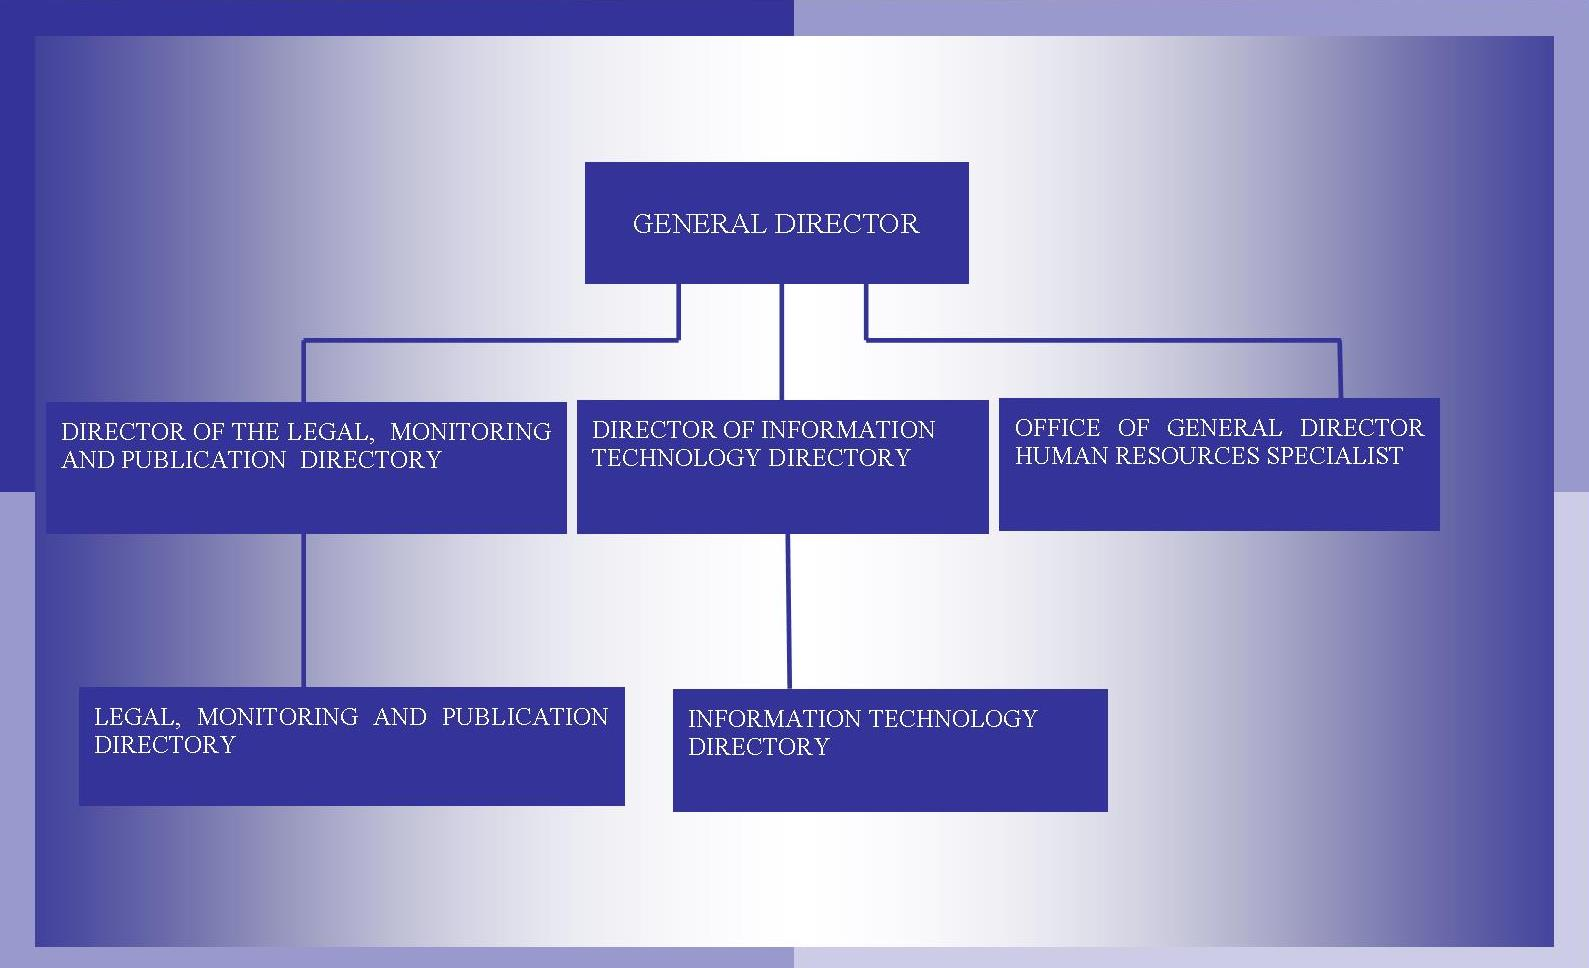 GENERAL DIRECTOR
DIRECTOR OF THE LEGAL, MONITORING
AND PUBLICATION DIRECTORY
DIRECTOR OF INFORMATION
TECHNOLOGY DIRECTORY
OFFICE OF GENERAL DIRECTOR
HUMAN RESOURCES SPECIALIST
LEGAL, MONITORING AND PUBLICATION
DIRECTORY
INFORMATION TECHNOLOGY
DIRECTORY